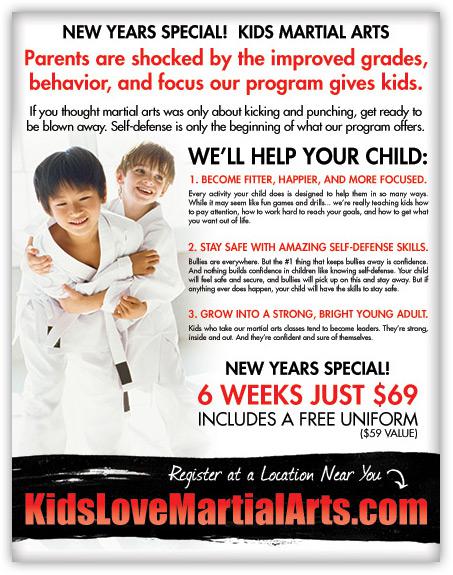 NEW YEARS SPECIAL! KIDS MARTIAL ARTS
Parents are shocked by the improved grades,
behavior, and focus our program gives kids.
If you thought martial arts was only about kicking and punching, get ready to
be blown away. Self-defense is only the beginning of what our program offers.
WE'LL HELP YOUR CHILD:
1. BECOME FITTER, HAPPIER, AND MORE FOCUSED.
Every activity your child does is designed to help them in so many ways.
While it may seem like fun games and drills... we're really teaching kids how
to pay attention, how to work hard to reach your goals, and how to get what
you want out of life.
2. STAY SAFE WITH AMAZING SELF-DEFENSE SKILLS.
Bullies are everywhere. But the #1 thing that keeps bullies away is confidence.
And nothing builds confidence in children like knowing self-defense. Your child
will feel safe and secure, and bullies will pick up on this and stay away. But if
anything ever does happen, your child will have the skills to stay safe.
3. GROW INTO A STRONG, BRIGHT YOUNG ADULT.
Kids who take our martial arts classes tend to become leaders. They're strong,
inside and out. And they're confident and sure of themselves.
NEW YEARS SPECIAL!
6 WEEKS JUST $69
INCLUDES A FREE UNIFORM
($59 VALUE)
Register at a Location Near You
KidsLoveMartialArts.com